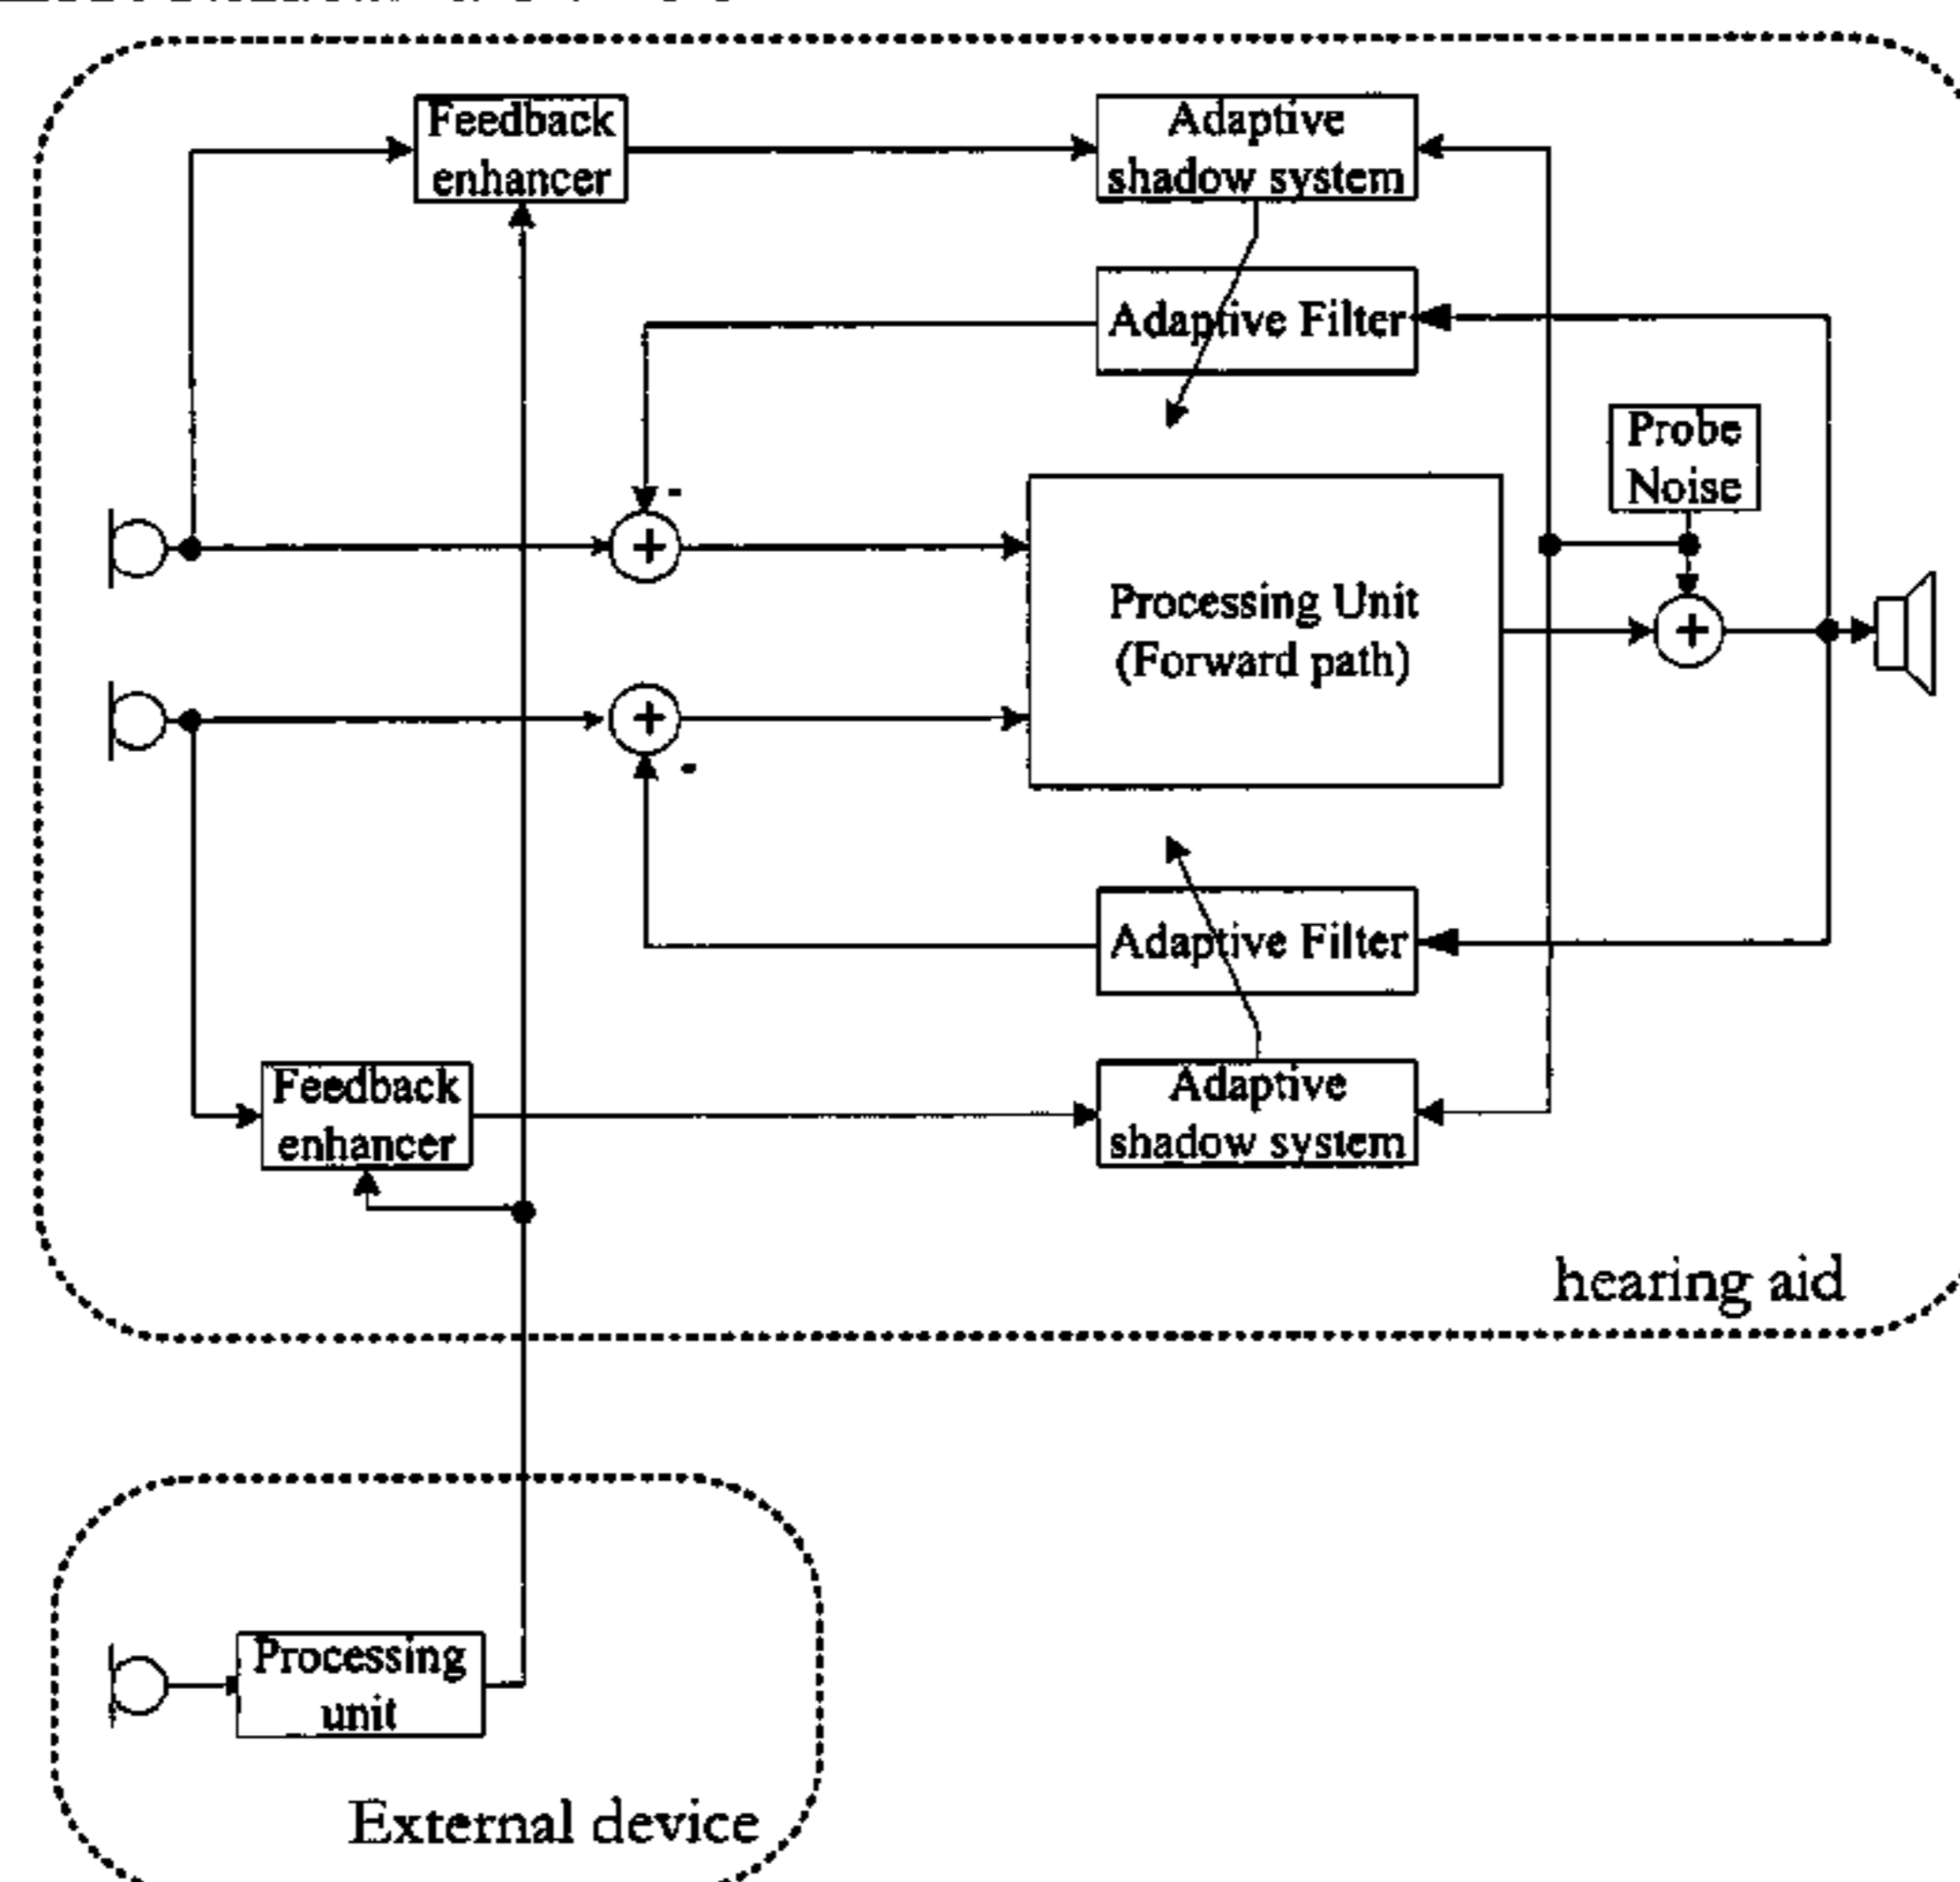 Feedback
enhancer
Adaptive
shadow system
Adaptive Filter
-
Probe
Noise
+
Processing Unit
(Forward path)
+
+
-
Adaptive Filter
Feedback
enhancer
Adaptive
shadow system
hearing aid
Processing
unit
External device